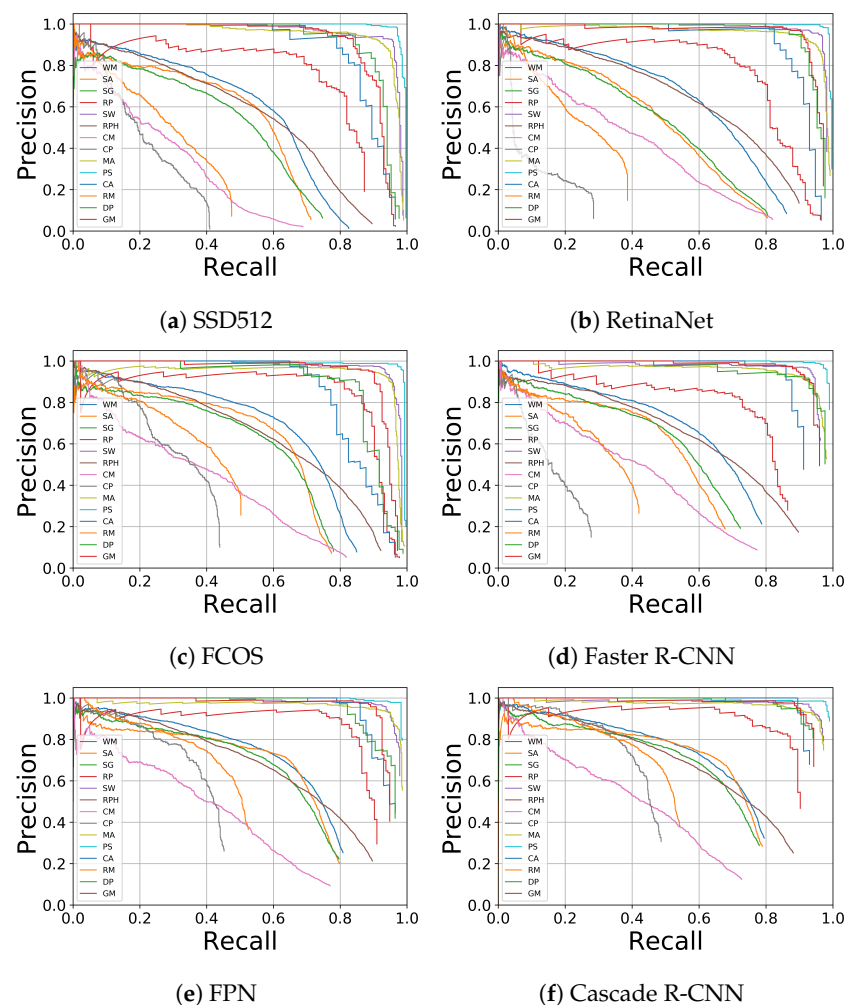 1.0 0.8 0.6 0.4 0.2 0.0
Precision
WM
SA
SG
RP
SW
RPH
CM
CP
MA
PS
CA
RM
DP
GM
0.0 0.2 0.4 0.6 0.8 1.0
Recall
(a) SSD512
1.0 0.8 0.6 0.4 0.2 0.0
Precision
WM
SA
SG
RP
SW
RPH
CM
CP
MA
PS
CA
RM
DP
GM
0.0 0.2 0.4 0.6 0.8 1.0
Recall
(b) RetinaNet
1.0 0.8 0.6 0.4 0.2 0.0
Precision
WM
SA
SG
RP
SW
RPH
CM
CP
MA
PS
CA
RM
DP
GM
0.0 0.2 0.4 0.6 0.8 1.0
Recall
(c) FCOS
1.0 0.8 0.6 0.4 0.2 0.0
Precision
WM
SA
SG
RP
SW
RPH
CM
CP
MA
PS
CA
RM
DP
GM
0.0 0.2 0.4 0.6 0.8 1.0
Recall
(d) Faster R-CNN
1.0 0.8 0.6 0.4 0.2 0.0
Precision
WM
SA
SG
RP
SW
RPH
CM
CP
MA
PS
CA
RM
DP
GM
0.0 0.2 0.4 0.6 0.8 1.0
Recall
(e) FPN
1.0 0.8 0.6 0.4 0.2 0.0
Precision
WM
SA
SG
RP
SW
RPH
CM
CP
MA
PS
CA
RM
DP
GM
0.0 0.2 0.4 0.6 0.8 1.0
Recall
(f) Cascade R-CNN